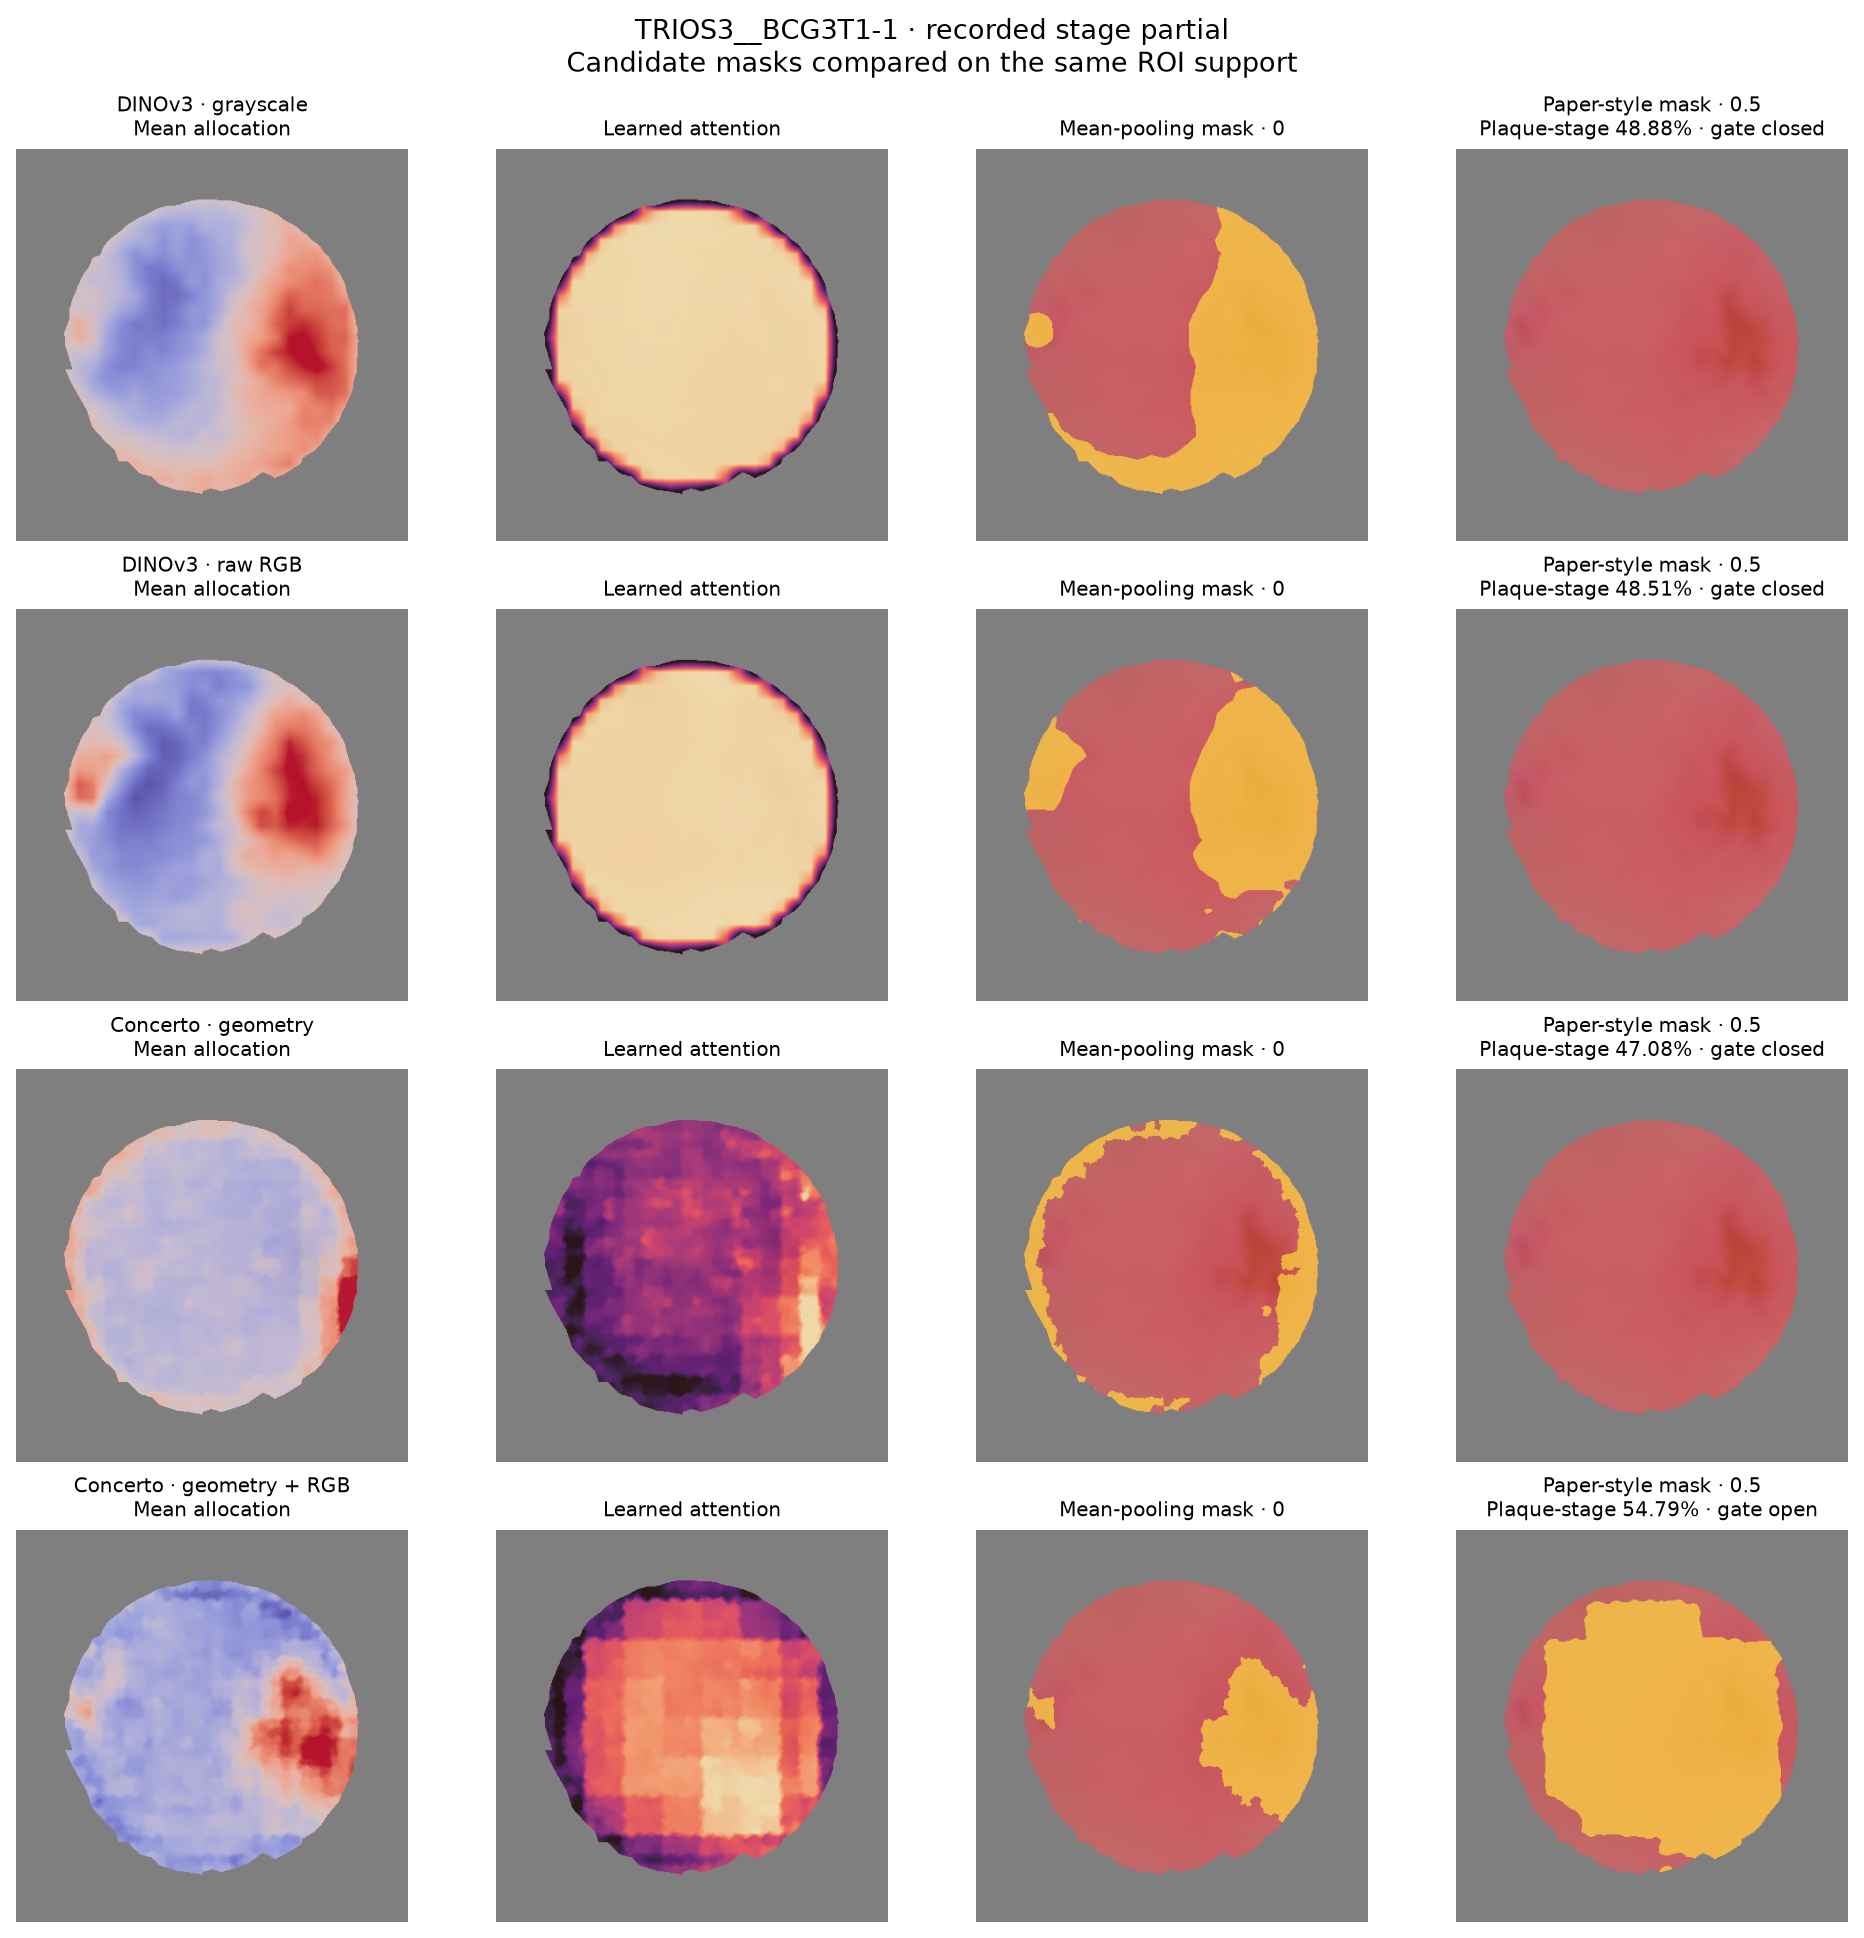 TRIOS3__BCG3T1-1 · recorded stage partial
Candidate masks compared on the same ROI support
DINOv3 · grayscale
Mean allocation
Learned attention
Mean-pooling mask · 0
Paper-style mask · 0.5
Plaque-stage 48.88% · gate closed
DINOv3 · raw RGB
Mean allocation
Learned attention
Mean-pooling mask · 0
Paper-style mask · 0.5
Plaque-stage 48.51% · gate closed
Concerto · geometry
Mean allocation
Learned attention
Mean-pooling mask · 0
Paper-style mask · 0.5
Plaque-stage 47.08% · gate closed
Concerto · geometry + RGB
Mean allocation
Learned attention
Mean-pooling mask · 0
Paper-style mask · 0.5
Plaque-stage 54.79% · gate open